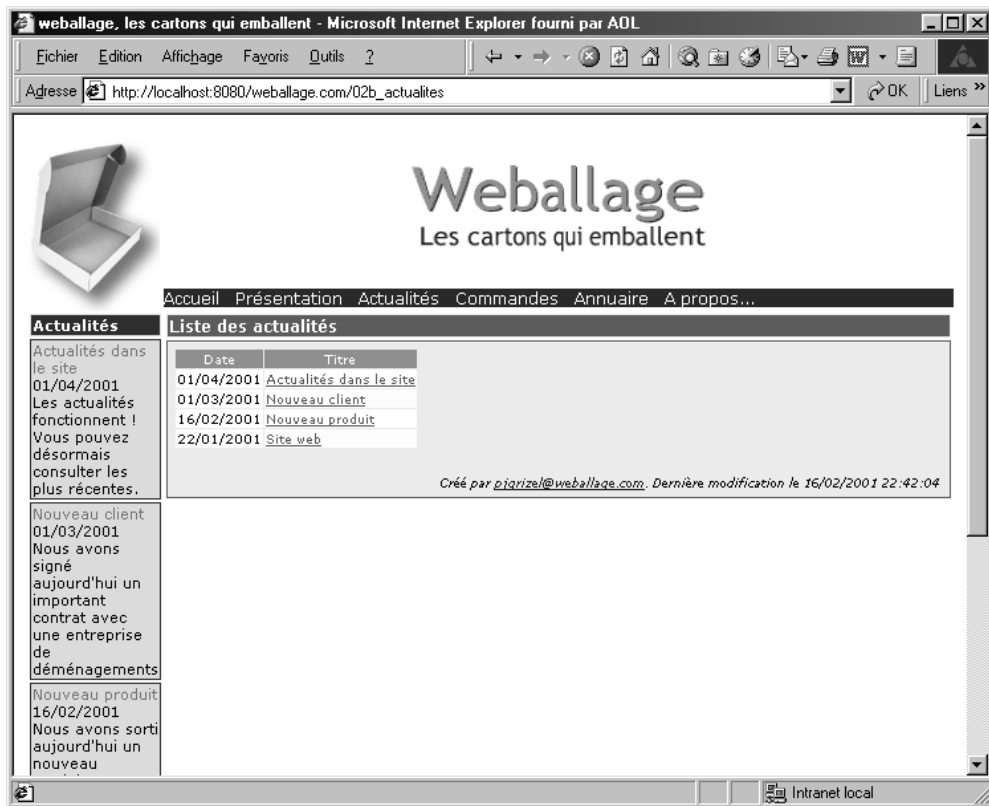 weballage, les cartons qui emballent - Microsoft Internet Explorer fourni par AOL
Fichier Edition Affichage Favoris Outils ?
Adresse http://localhost:8080/weballage.com/02b_actualites OK Liens »
Weballage
Les cartons qui emballent
Accueil Présentation Actualités Commandes Annuaire A propos...
Actualités
Actualités dans
le site
01/04/2001
Les actualités
fonctionnent !
Vous pouvez
désormais
consulter les
plus récentes.
Nouveau client
01/03/2001
Nous avons
signé
aujourd'hui un
important
contrat avec
une entreprise
de
déménagements
Nouveau produit
16/02/2001
Nous avons sorti
aujourd'hui un
nouveau
Liste des actualités
Date Titre
01/04/2001 Actualités dans le site
01/03/2001 Nouveau client
16/02/2001 Nouveau produit
22/01/2001 Site web
Créé par pjgrizel@weballage.com. Dernière modification le 16/02/2001 22:42:04
Intranet local